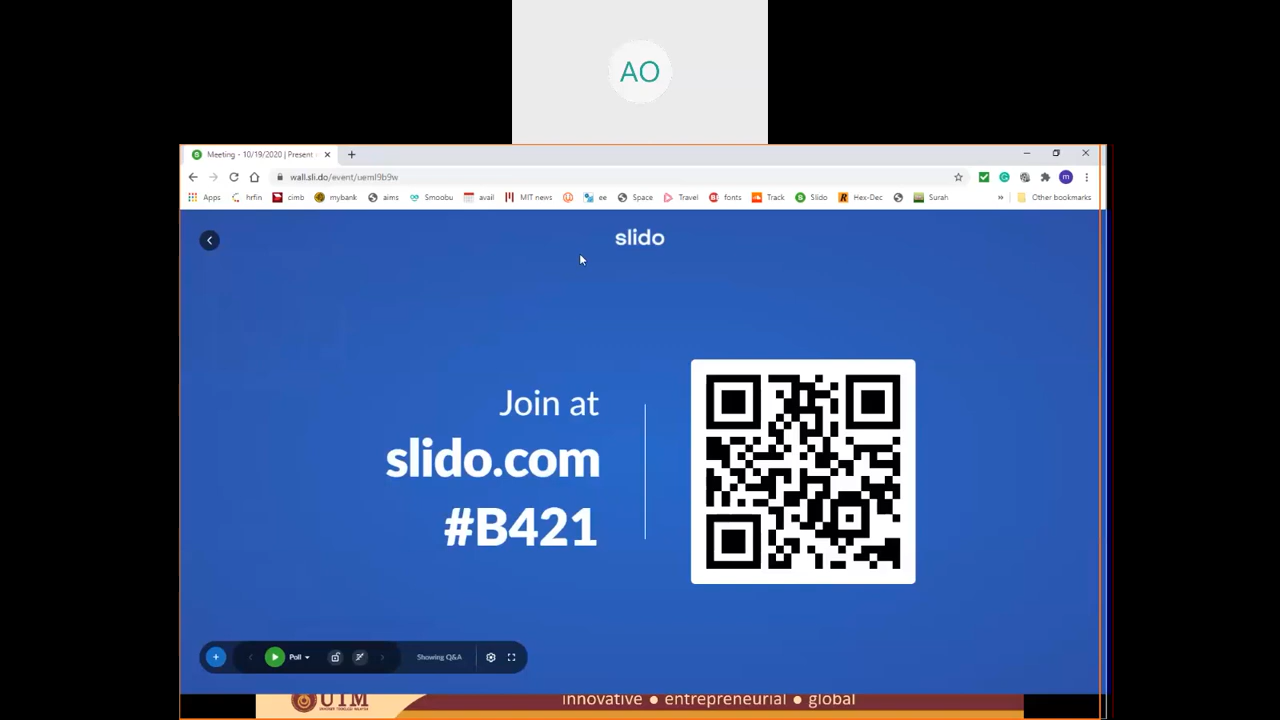 AO
Meeting - 10/19/2020 | Present -
wall.sli.do/event/ueml9b9w
Apps hrfin cimb mybank aims Smoobu avail MIT news ee Space Travel fonts Track Slido Hex-Dec Surah » Other bookmarks
slido
Join at
slido.com
#B421
Poll Showing Q&A
UTM innovative ● entrepreneurial ● global